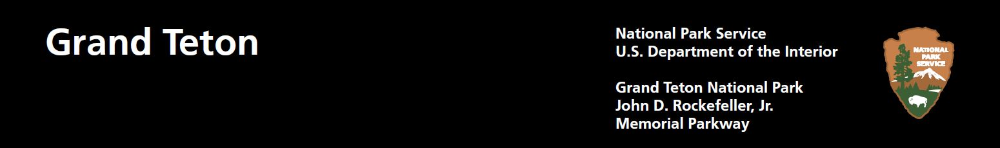 Grand Teton
National Park Service
U.S. Department of the Interior
Grand Teton National Park
John D. Rockefeller, Jr.
Memorial Parkway
NATIONAL
PARK
SERVICE